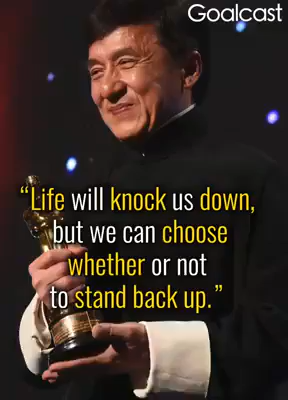 Goalcast
“Life will knock us down,
but we can choose
whether or not
to stand back up.”